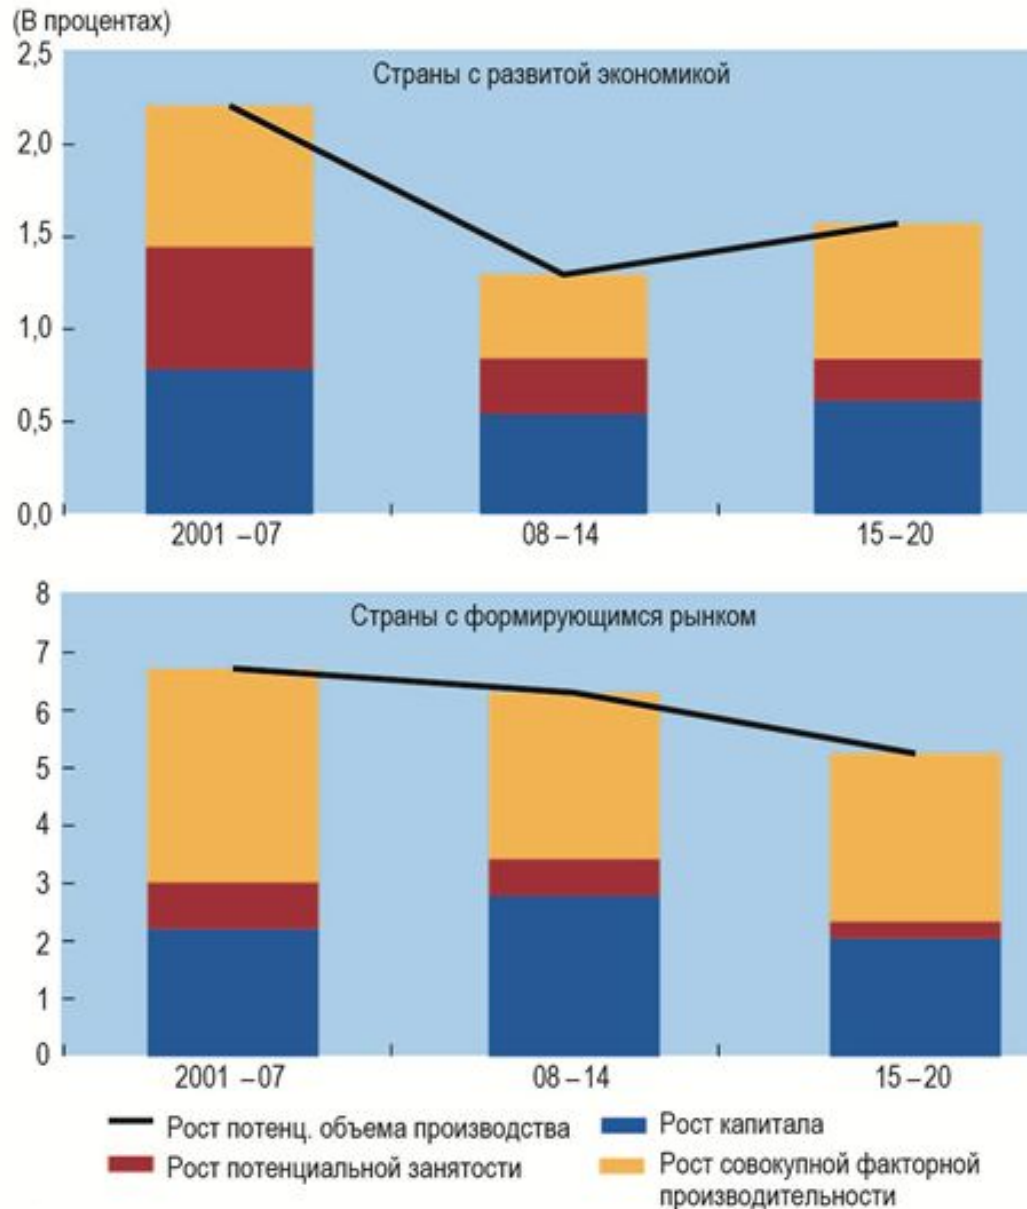 (В процентах)
Страны с развитой экономикой
2,5
2,0
1,5
1,0
0,5
0,0
2001 – 07
08 – 14
15 – 20
Страны с формирующимся рынком
8
7
6
5
4
3
2
1
0
2001 – 07
08 – 14
15 – 20
Рост потенц. объема производства
Рост капитала
Рост потенциальной занятости
Рост совокупной факторной
производительности